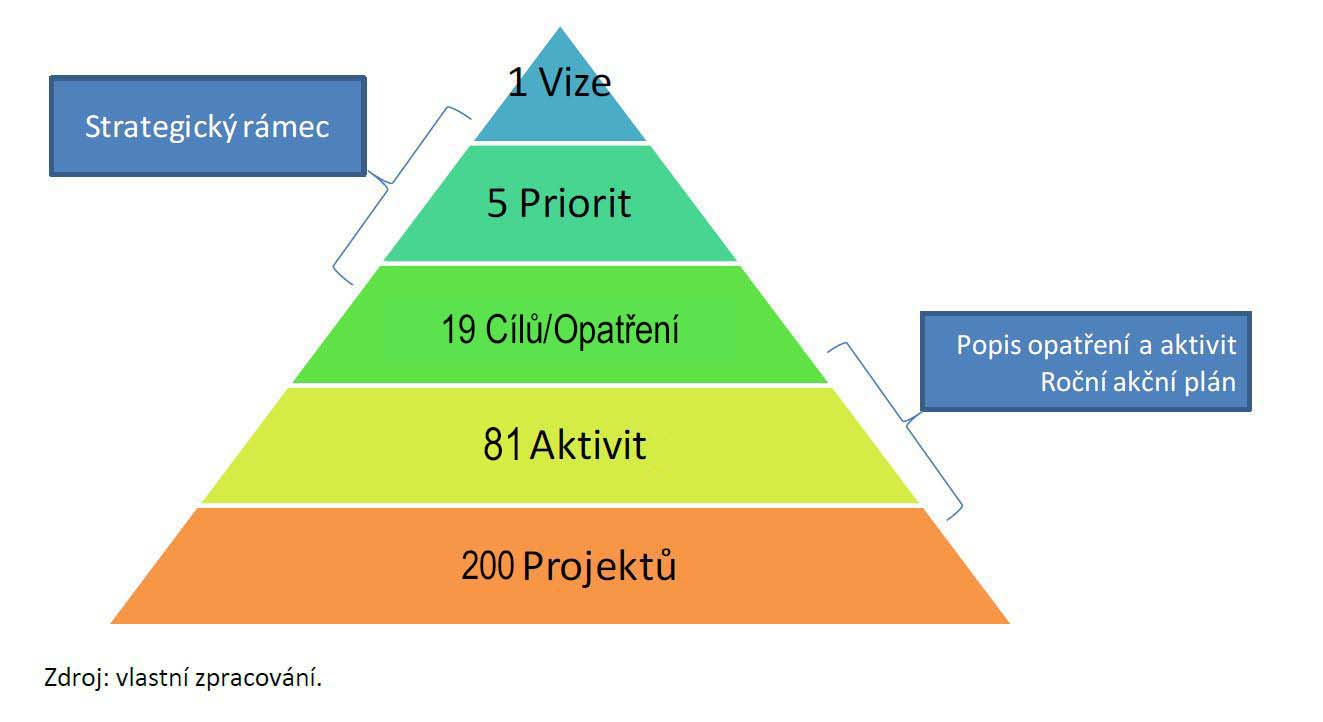 1 Vize
Strategický rámec
5 Priorit
19 Cílů/Opatření
Popis opatření a aktivit
Roční akční plán
81 Aktivit
200 Projektů
Zdroj: vlastní zpracování.